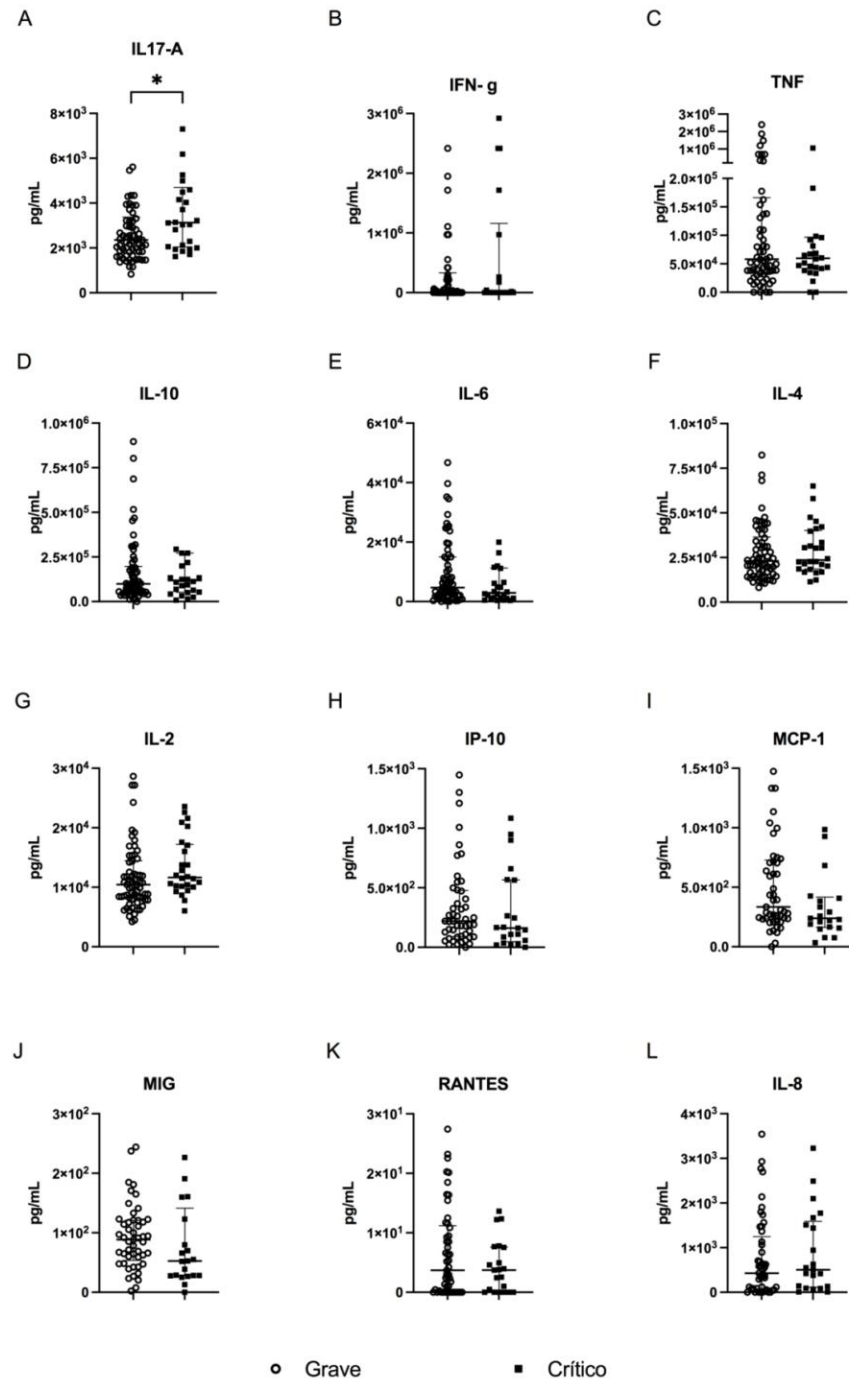 A
B
C
IL17-A
IFN- g
TNF
*
8×10³
6×10³
4×10³
2×10³
0
pg/mL
3×10⁶
2×10⁶
1×10⁶
0
pg/mL
3×10⁶
2×10⁶
1×10⁶
2.0×10⁵
1.5×10⁵
1.0×10⁵
5.0×10⁴
0.0
pg/mL
D
E
F
IL-10
IL-6
IL-4
1.0×10⁶
7.5×10⁵
5.0×10⁵
2.5×10⁵
0.0
pg/mL
6×10⁴
4×10⁴
2×10⁴
0
pg/mL
1.0×10⁵
7.5×10⁴
5.0×10⁴
2.5×10⁴
0.0
pg/mL
G
H
I
IL-2
IP-10
MCP-1
3×10⁴
2×10⁴
1×10⁴
0
pg/mL
1.5×10³
1.0×10³
5.0×10²
0.0
pg/mL
1.5×10³
1.0×10³
5.0×10²
0
pg/mL
J
K
L
MIG
RANTES
IL-8
3×10²
2×10²
1×10²
0
pg/mL
3×10¹
2×10¹
1×10¹
0
pg/mL
4×10³
3×10³
2×10³
1×10³
0
pg/mL
Grave
Crítico